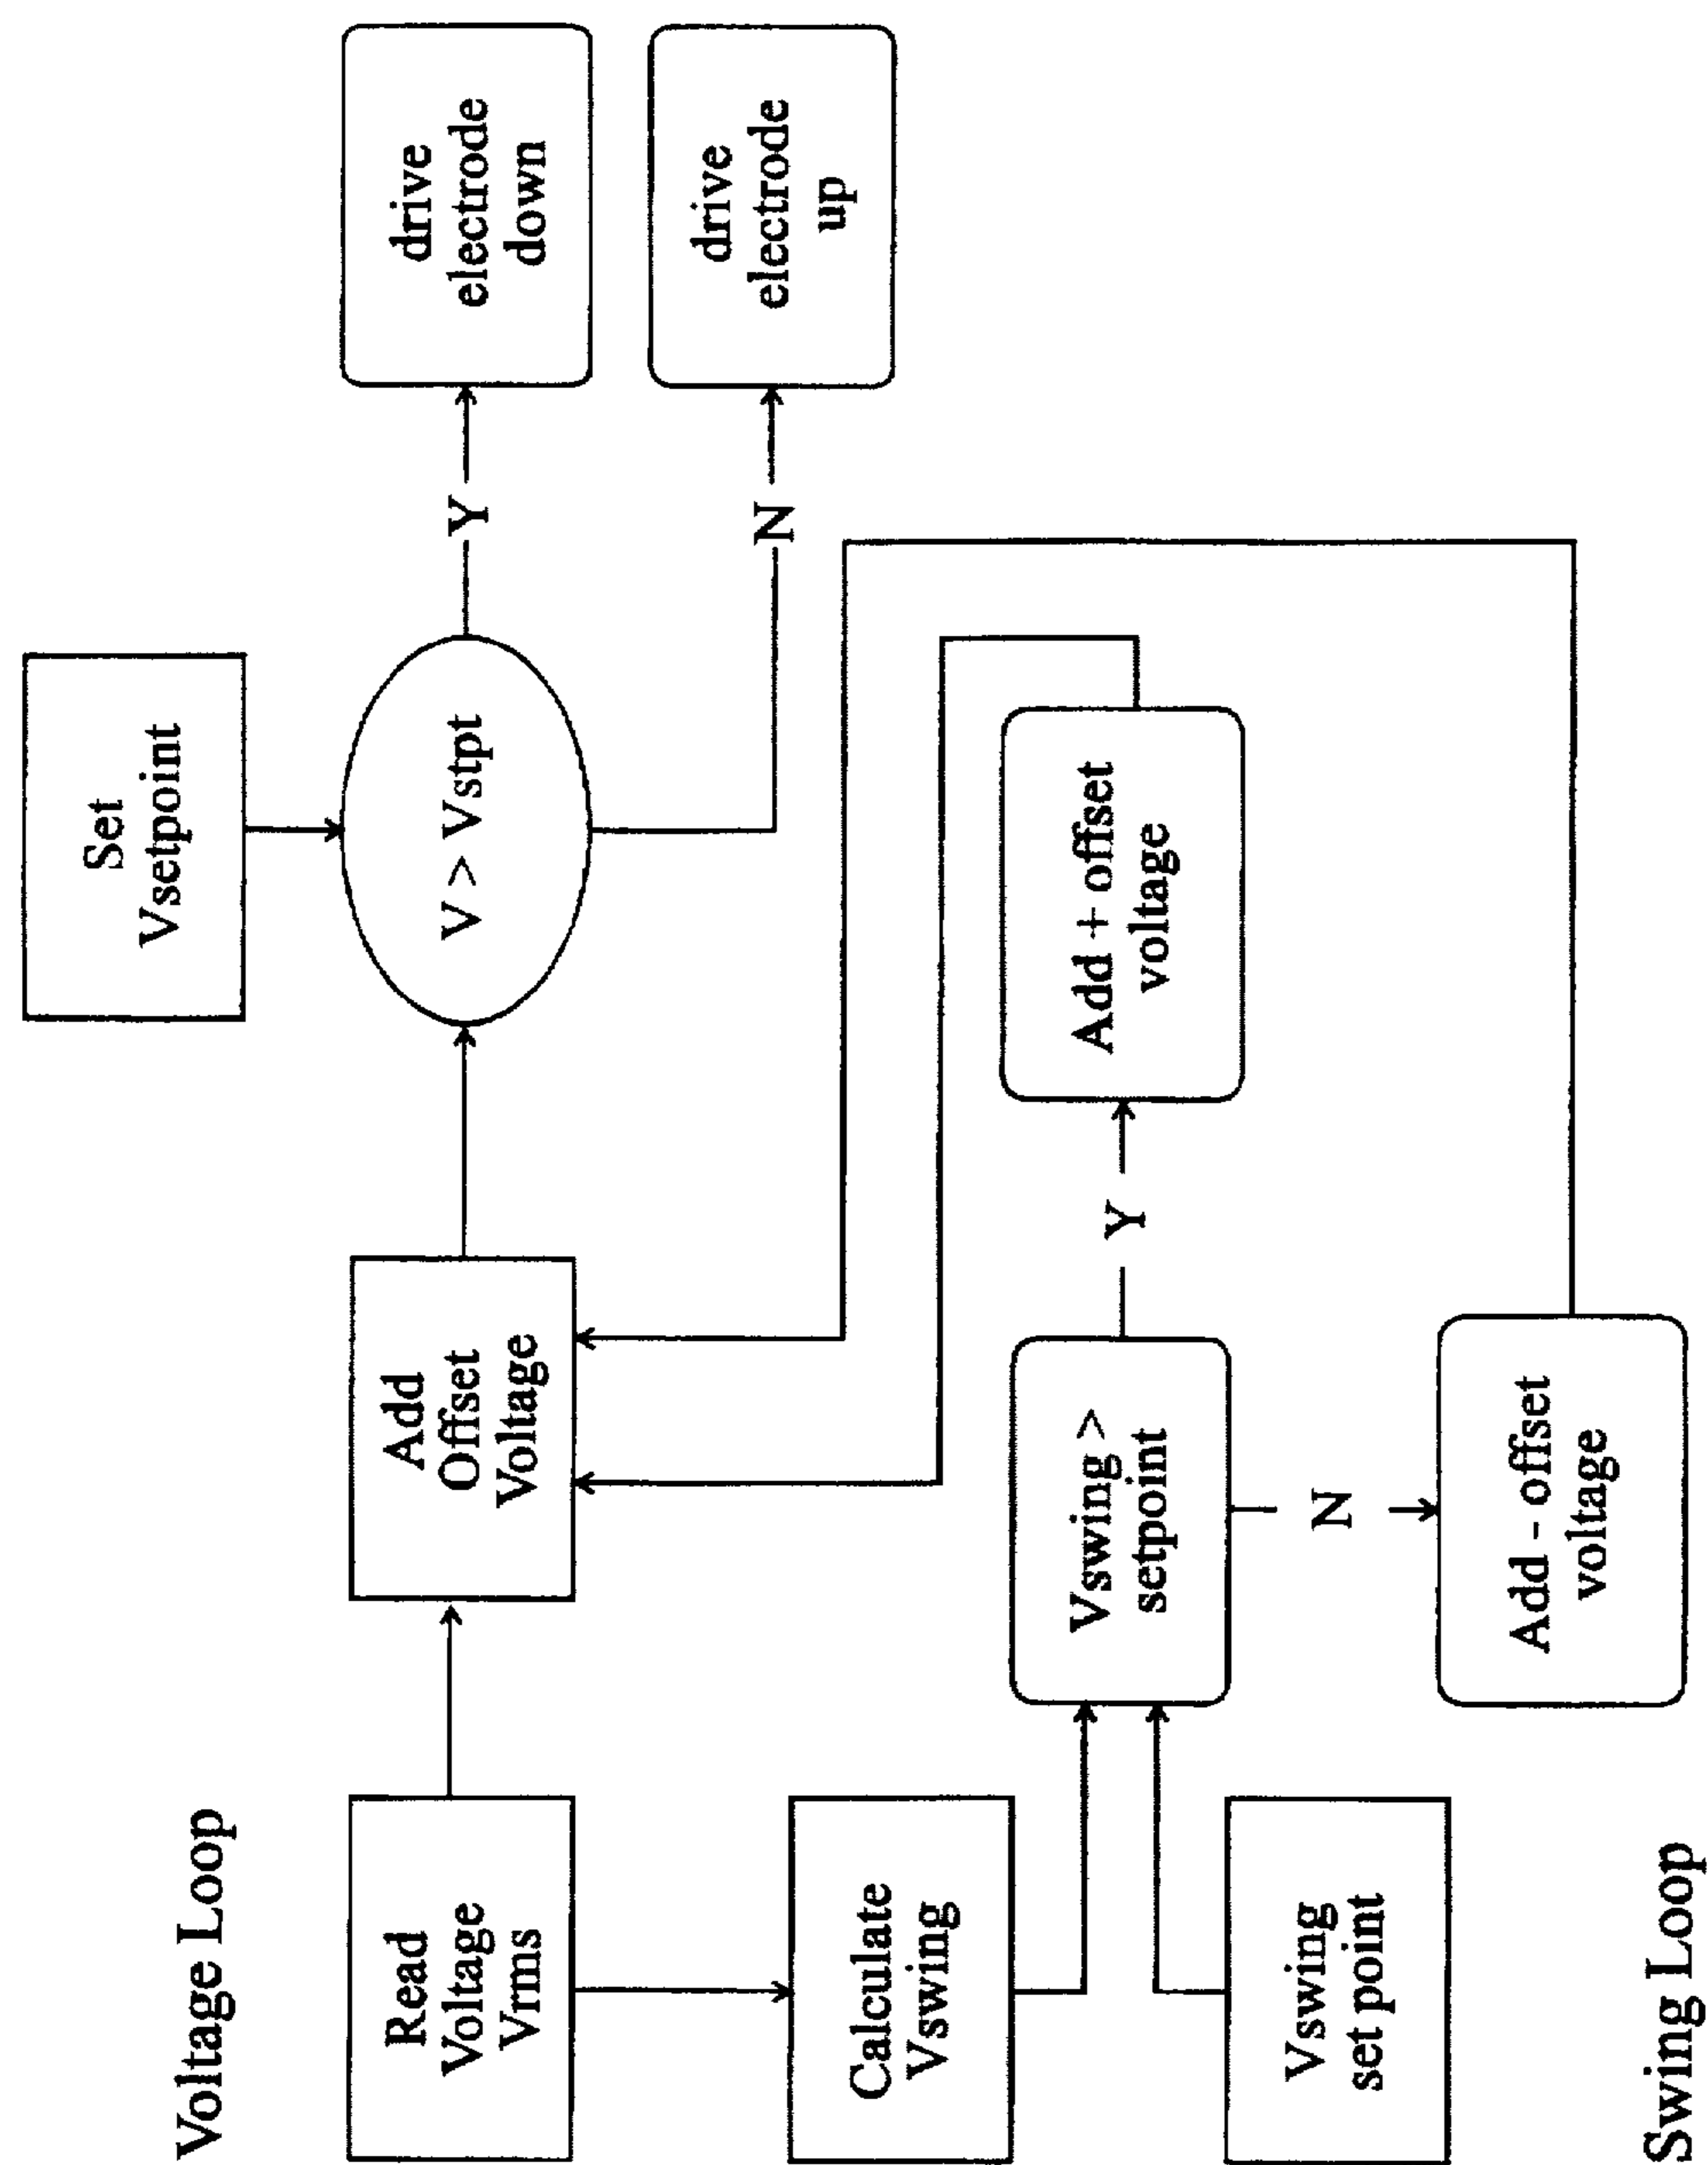 Voltage Loop
Set
Vsetpoint
Read
Voltage
Vrms
Add
Offset
Voltage
V > Vstpt
Y
drive
electrode
down
N
drive
electrode
up
Calculate
Vswing
Vswing >
setpoint
Y
Add + offset
voltage
Vswing
set point
N
Add - offset
voltage
Swing Loop